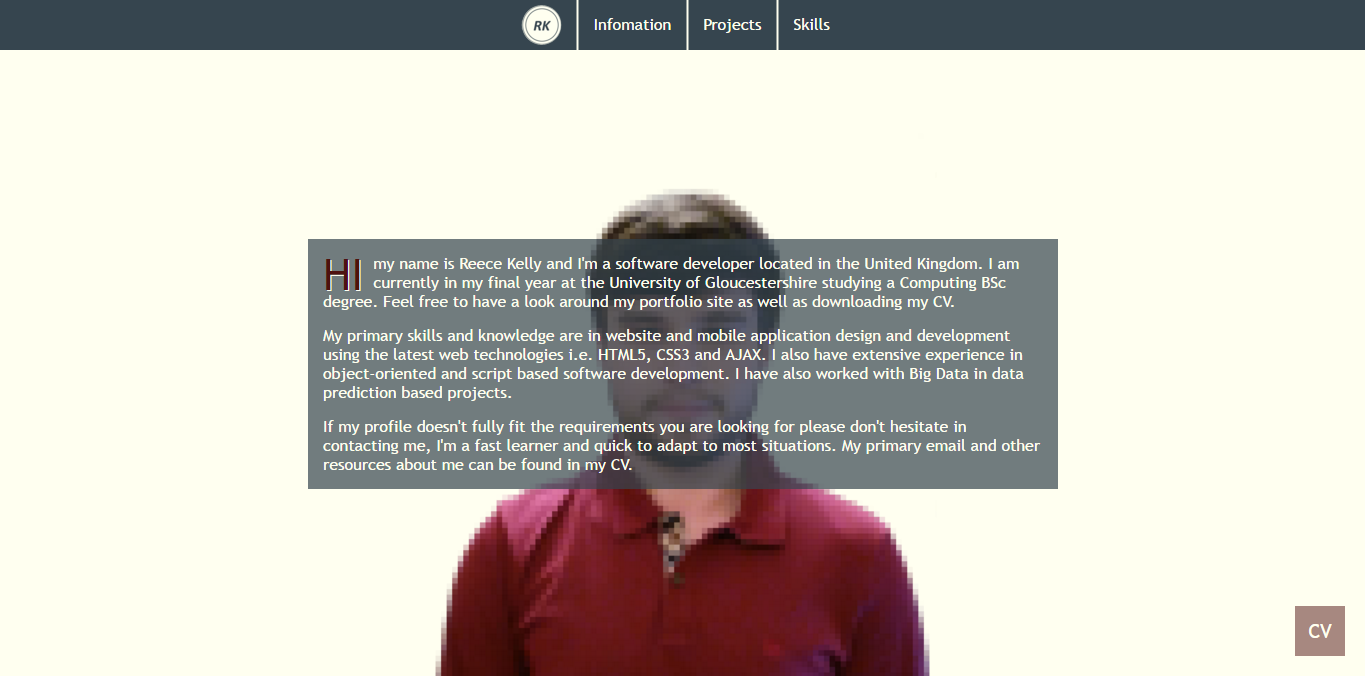 RK
Infomation
Projects
Skills
HI my name is Reece Kelly and I'm a software developer located in the United Kingdom. I am
currently in my final year at the University of Gloucestershire studying a Computing BSc
degree. Feel free to have a look around my portfolio site as well as downloading my CV.
My primary skills and knowledge are in website and mobile application design and development
using the latest web technologies i.e. HTML5, CSS3 and AJAX. I also have extensive experience in
object-oriented and script based software development. I have also worked with Big Data in data
prediction based projects.
If my profile doesn't fully fit the requirements you are looking for please don't hesitate in
contacting me, I'm a fast learner and quick to adapt to most situations. My primary email and other
resources about me can be found in my CV.
CV